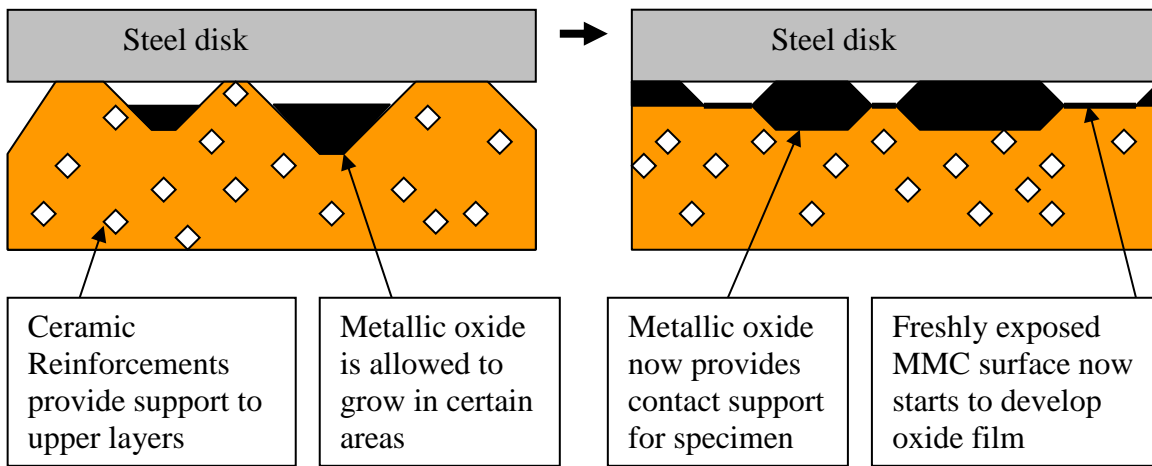 Steel disk
Steel disk
Ceramic
Reinforcements
provide support to
upper layers
Metallic oxide
is allowed to
grow in certain
areas
Metallic oxide
now provides
contact support
for specimen
Freshly exposed
MMC surface now
starts to develop
oxide film